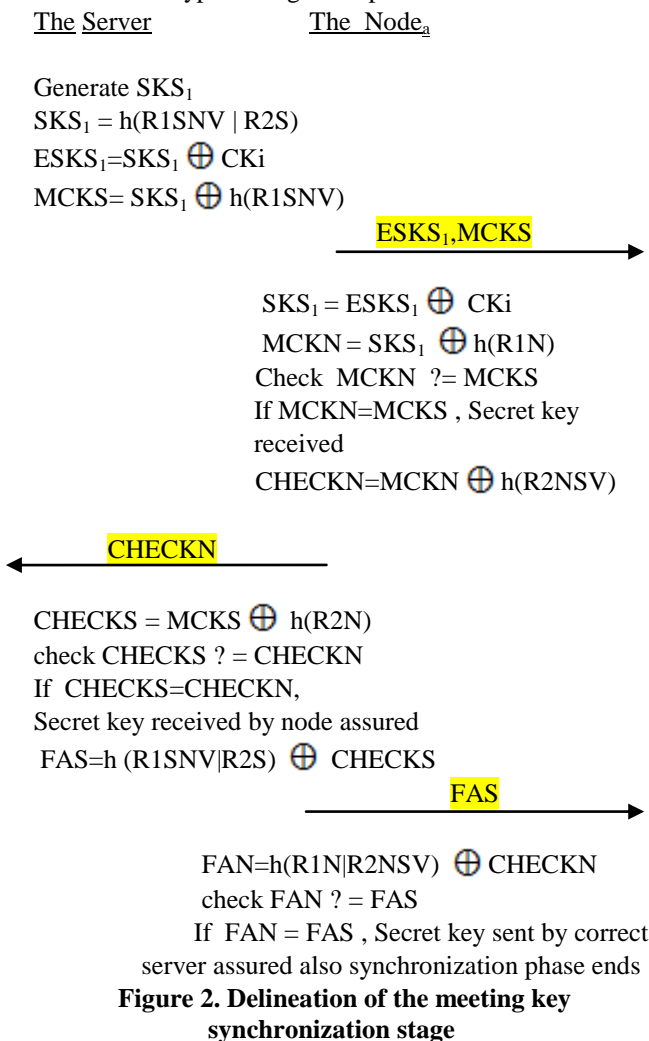 The Server The Nodea
Generate SKS1
SKS1 = h(R1SNV | R2S)
ESKS1=SKS1 ⊕ CKi
MCKS= SKS1 ⊕ h(R1SNV)
ESKS1,MCKS
SKS1 = ESKS1 ⊕ CKi
MCKN = SKS1 ⊕ h(R1N)
Check MCKN ?= MCKS
If MCKN=MCKS , Secret key
received
CHECKN=MCKN ⊕ h(R2NSV)
CHECKN
CHECKS = MCKS ⊕ h(R2N)
check CHECKS ? = CHECKN
If CHECKS=CHECKN,
Secret key received by node assured
FAS=h (R1SNV|R2S) ⊕ CHECKS
FAS
FAN=h(R1N|R2NSV) ⊕ CHECKN
check FAN ? = FAS
If FAN = FAS , Secret key sent by correct
server assured also synchronization phase ends
Figure 2. Delineation of the meeting key
synchronization stage